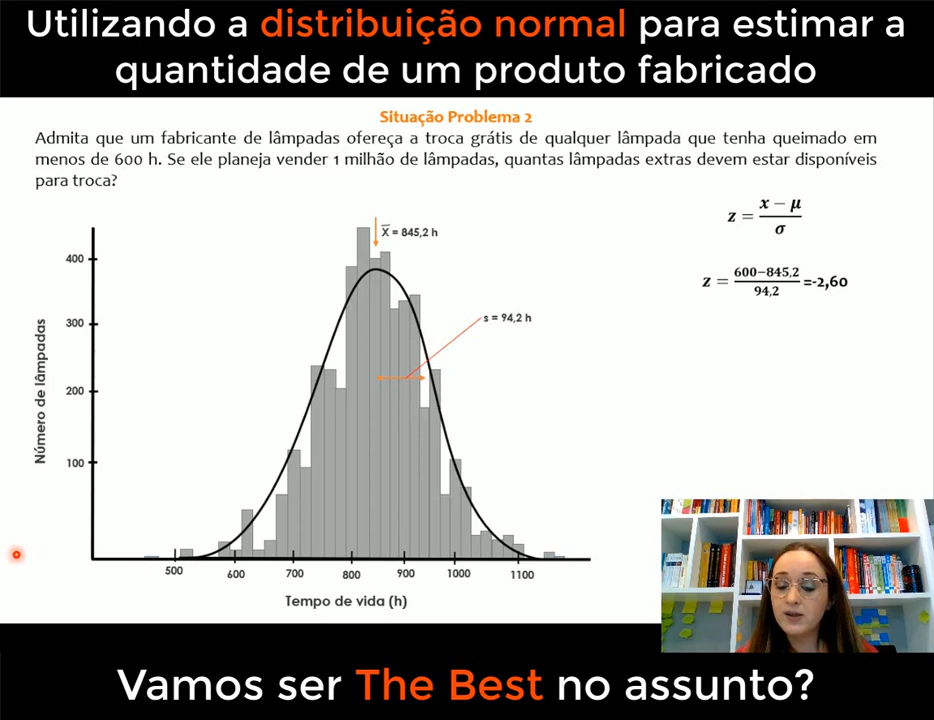 Utilizando a distribuição normal para estimar a
quantidade de um produto fabricado
Situação Problema 2
Admita que um fabricante de lâmpadas ofereça a troca grátis de qualquer lâmpada que tenha queimado em
menos de 600 h. Se ele planeja vender 1 milhão de lâmpadas, quantas lâmpadas extras devem estar disponíveis
para troca?
z = (x − μ)/σ
z = (600−845,2)/94,2 =-2,60
X̅ = 845,2 h
s = 94,2 h
Número de lâmpadas
400
300
200
100
500 600 700 800 900 1000 1100
Tempo de vida (h)
Vamos ser The Best no assunto?